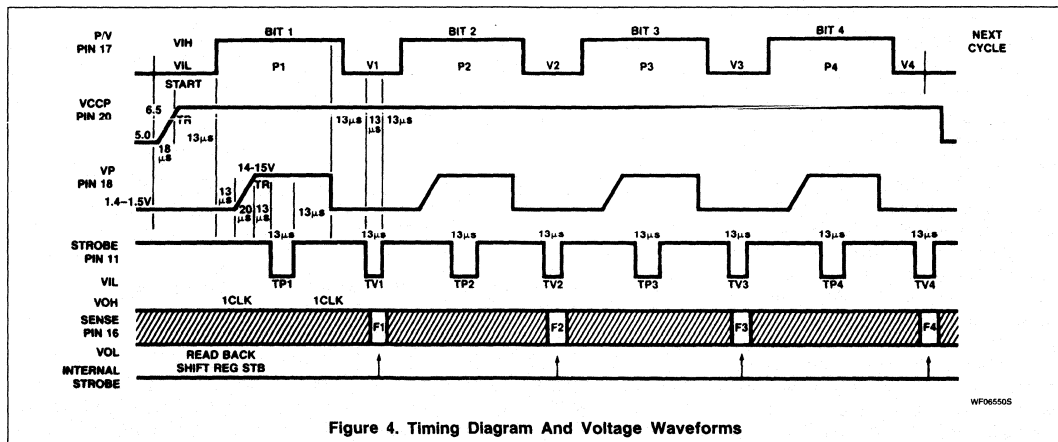 BIT 1 BIT 2 BIT 3 BIT 4
P/V
PIN 17
VIH
VIL
P1 V1 P2 V2 P3 V3 P4 V4
NEXT
CYCLE
START
VCCP
PIN 20
6.5
5.0
TR
18
µs
13µs
13µs 13
µs 13µs
VP
PIN 18
14–15V
1.4–1.5V
TR
13
µs
20
µs
13
µs
13µs
STROBE
PIN 11
13µs 13µs 13µs 13µs 13µs 13µs 13µs 13µs
VIL
TP1 TV1 TP2 TV2 TP3 TV3 TP4 TV4
VOH
1CLK 1CLK
SENSE
PIN 16
F1 F2 F3 F4
VOL
READ BACK
SHIFT REG STB
INTERNAL
STROBE
WF06550S
Figure 4. Timing Diagram And Voltage Waveforms